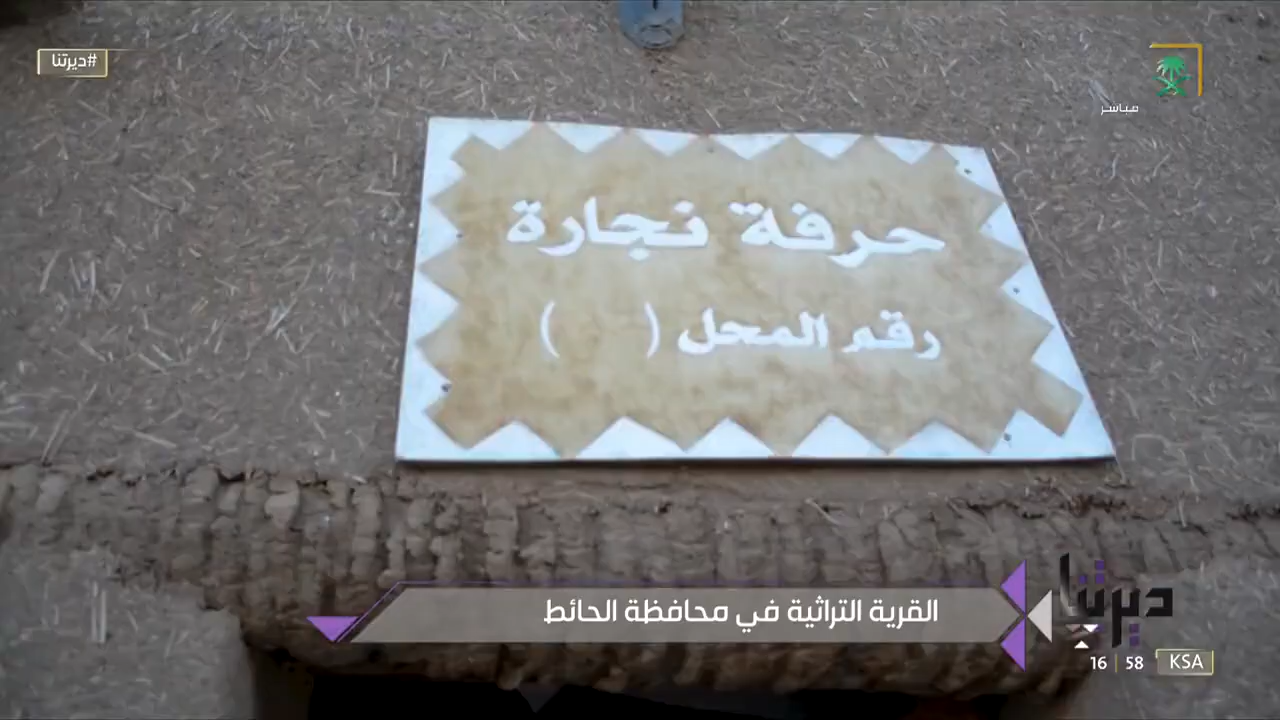 #ديرتنا
مباشر
حرفة نجارة
رقم المحل (      )
القرية التراثية في محافظة الحائط
ديرتنا
16 | 58 KSA